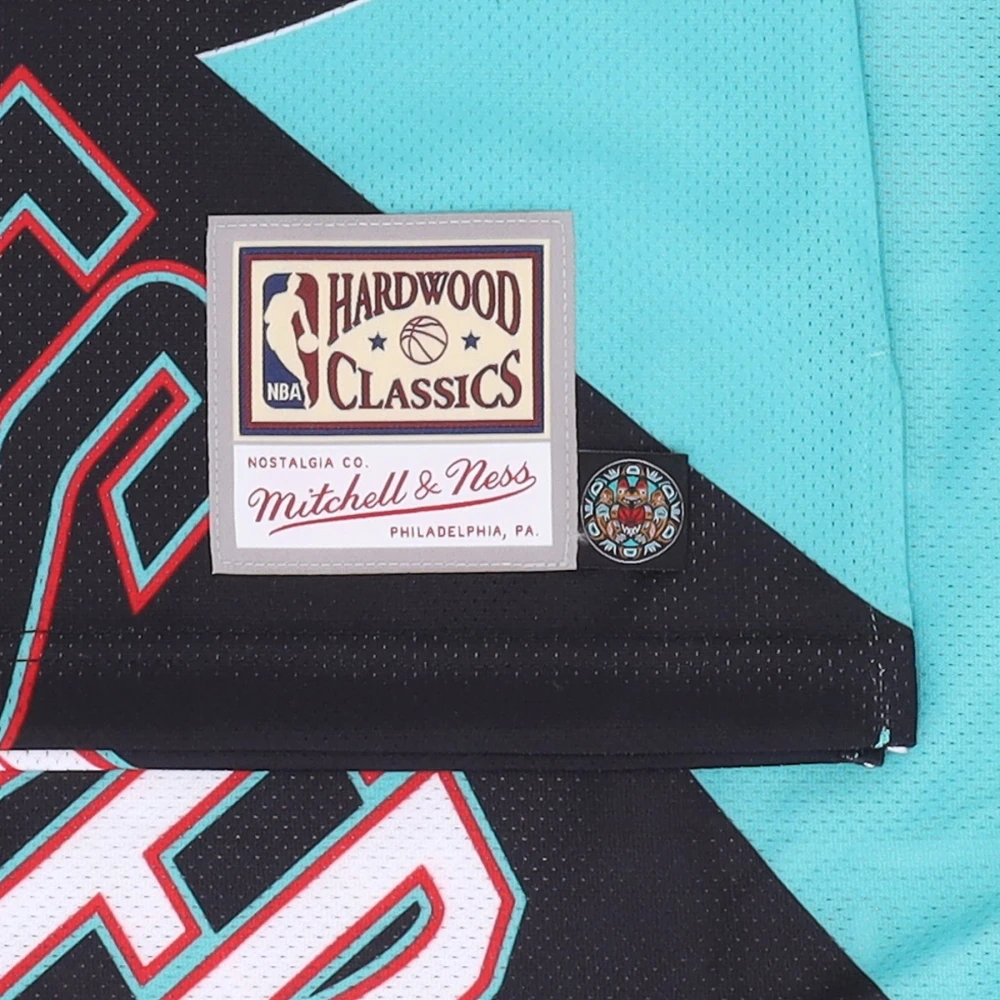 HARDWOOD
CLASSICS
NBA
NOSTALGIA CO.
Mitchell & Ness
PHILADELPHIA, PA.